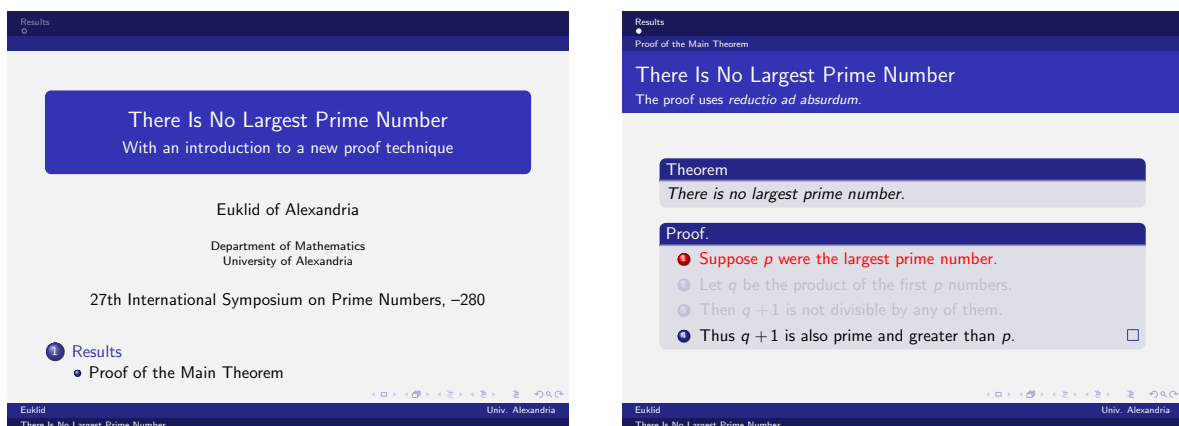 Results
There Is No Largest Prime Number
With an introduction to a new proof technique
Euklid of Alexandria
Department of Mathematics
University of Alexandria
27th International Symposium on Prime Numbers, –280
1 Results
Proof of the Main Theorem
Euklid Univ. Alexandria
There Is No Largest Prime Number
Results
Proof of the Main Theorem
There Is No Largest Prime Number
The proof uses reductio ad absurdum.
Theorem
There is no largest prime number.
Proof.
1 Suppose p were the largest prime number.
2 Let q be the product of the first p numbers.
3 Then q + 1 is not divisible by any of them.
4 Thus q + 1 is also prime and greater than p. □
Euklid Univ. Alexandria
There Is No Largest Prime Number